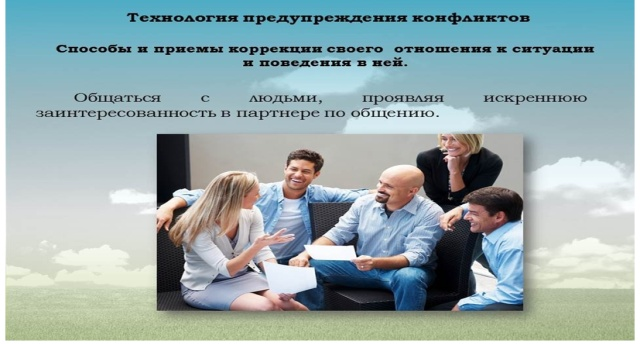 Технология предупреждения конфликтов
Способы и приемы коррекции своего отношения к ситуации
и поведения в ней.
Общаться с людьми, проявляя искреннюю
заинтересованность в партнере по общению.